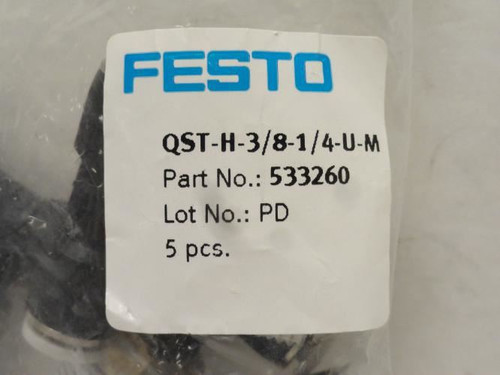 FESTO
QST-H-3/8-1/4-U-M
Part No.: 533260
Lot No.: PD
5 pcs.